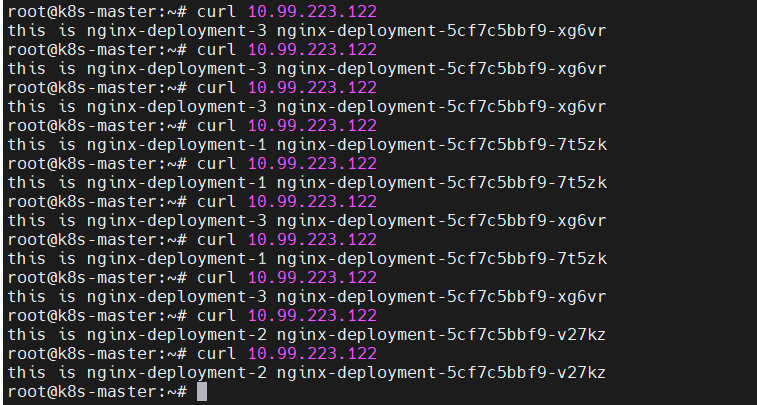 root@k8s-master:~# curl 10.99.223.122
this is nginx-deployment-3 nginx-deployment-5cf7c5bbf9-xg6vr
root@k8s-master:~# curl 10.99.223.122
this is nginx-deployment-3 nginx-deployment-5cf7c5bbf9-xg6vr
root@k8s-master:~# curl 10.99.223.122
this is nginx-deployment-3 nginx-deployment-5cf7c5bbf9-xg6vr
root@k8s-master:~# curl 10.99.223.122
this is nginx-deployment-1 nginx-deployment-5cf7c5bbf9-7t5zk
root@k8s-master:~# curl 10.99.223.122
this is nginx-deployment-1 nginx-deployment-5cf7c5bbf9-7t5zk
root@k8s-master:~# curl 10.99.223.122
this is nginx-deployment-3 nginx-deployment-5cf7c5bbf9-xg6vr
root@k8s-master:~# curl 10.99.223.122
this is nginx-deployment-1 nginx-deployment-5cf7c5bbf9-7t5zk
root@k8s-master:~# curl 10.99.223.122
this is nginx-deployment-3 nginx-deployment-5cf7c5bbf9-xg6vr
root@k8s-master:~# curl 10.99.223.122
this is nginx-deployment-2 nginx-deployment-5cf7c5bbf9-v27kz
root@k8s-master:~# curl 10.99.223.122
this is nginx-deployment-2 nginx-deployment-5cf7c5bbf9-v27kz
root@k8s-master:~#